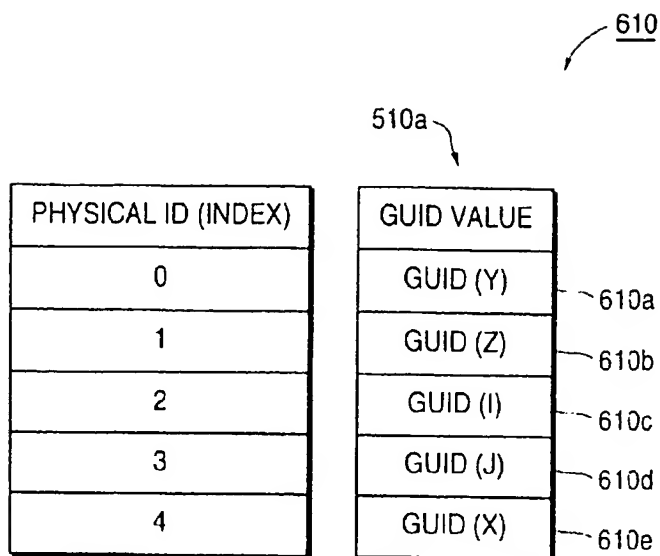 610
510a
PHYSICAL ID (INDEX) GUID VALUE
0 GUID (Y) 610a
1 GUID (Z) 610b
2 GUID (I) 610c
3 GUID (J) 610d
4 GUID (X) 610e